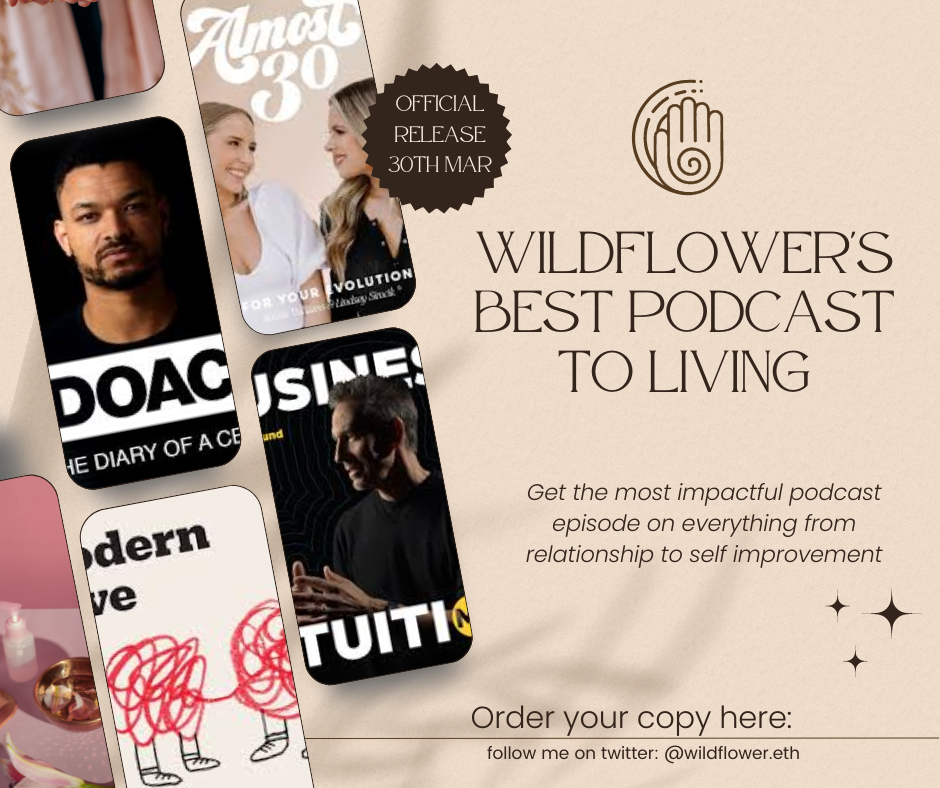 Almost
30
FOR YOUR EVOLUTION
OFFICIAL
RELEASE
30TH MAR
DOAC
HE DIARY OF A CE
USINES
und
TUITI
odern
ve
WILDFLOWER'S
BEST PODCAST
TO LIVING
Get the most impactful podcast
episode on everything from
relationship to self improvement
Order your copy here:
follow me on twitter: @wildflower.eth